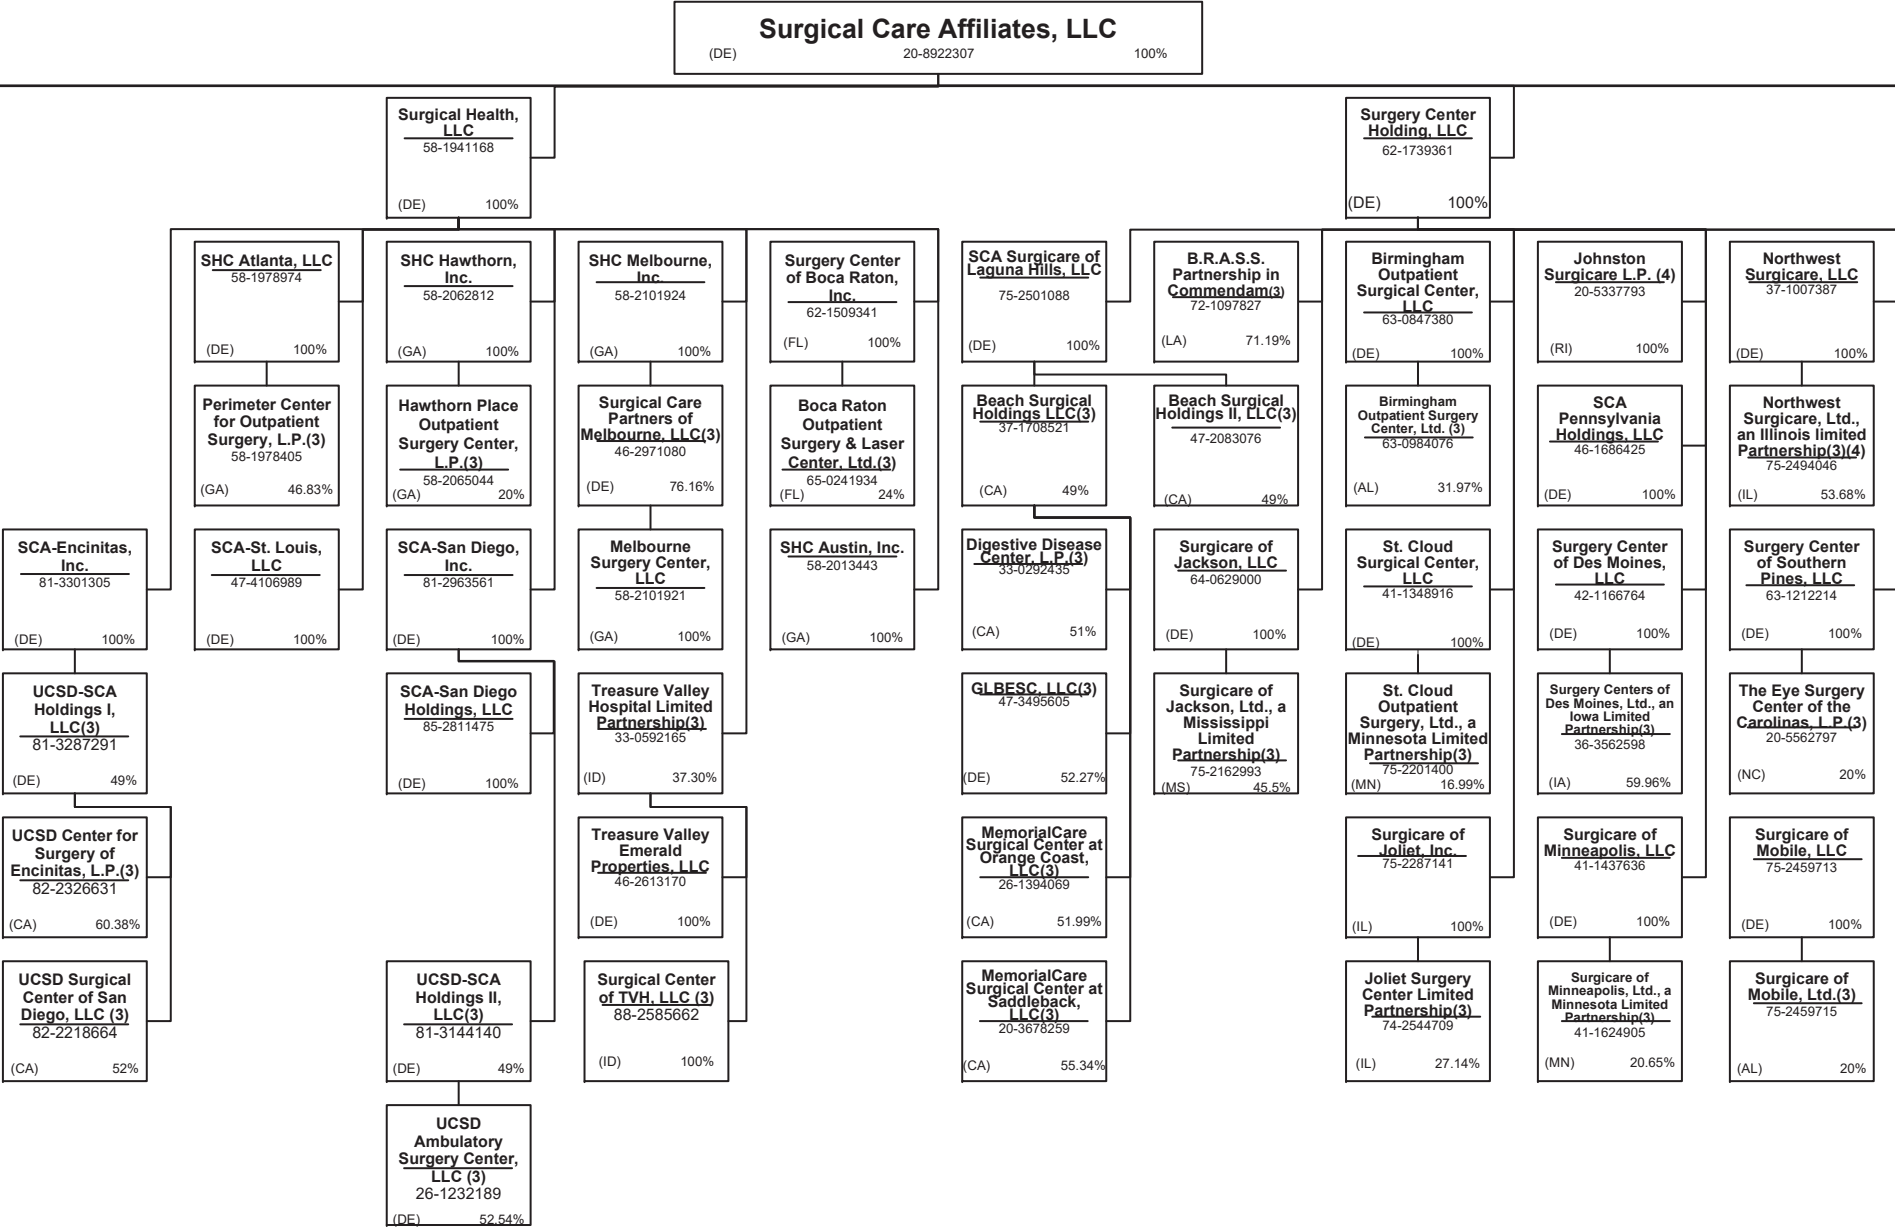 Surgical Care Affiliates, LLC
(DE) 20-8922307 100%
Surgical Health,
LLC
58-1941168
(DE) 100%
Surgery Center
Holding, LLC
62-1739361
(DE) 100%
SHC Atlanta, LLC
58-1978974
(DE) 100%
SHC Hawthorn,
Inc.
58-2062812
(GA) 100%
SHC Melbourne,
Inc.
58-2101924
(GA) 100%
Surgery Center
of Boca Raton,
Inc.
62-1509341
(FL) 100%
SCA Surgicare of
Laguna Hills, LLC
75-2501088
(DE) 100%
B.R.A.S.S.
Partnership in
Commendam(3)
72-1097827
(LA) 71.19%
Birmingham
Outpatient
Surgical Center,
LLC
63-0847380
(DE) 100%
Johnston
Surgicare L.P. (4)
20-5337793
(RI) 100%
Northwest
Surgicare, LLC
37-1007387
(DE) 100%
Perimeter Center
for Outpatient
Surgery, L.P.(3)
58-1978405
(GA) 46.83%
Hawthorn Place
Outpatient
Surgery Center,
L.P.(3)
58-2065044
(GA) 20%
Surgical Care
Partners of
Melbourne, LLC(3)
46-2971080
(DE) 76.16%
Boca Raton
Outpatient
Surgery & Laser
Center, Ltd.(3)
65-0241934
(FL) 24%
Beach Surgical
Holdings LLC(3)
37-1708521
(CA) 49%
Beach Surgical
Holdings II, LLC(3)
47-2083076
(CA) 49%
Birmingham
Outpatient Surgery
Center, Ltd. (3)
63-0984076
(AL) 31.97%
SCA
Pennsylvania
Holdings, LLC
46-1686425
(DE) 100%
Northwest
Surgicare, Ltd.,
an Illinois limited
Partnership(3)(4)
75-2494046
(IL) 53.68%
SCA-Encinitas,
Inc.
81-3301305
(DE) 100%
SCA-St. Louis,
LLC
47-4106989
(DE) 100%
SCA-San Diego,
Inc.
81-2963561
(DE) 100%
Melbourne
Surgery Center,
LLC
58-2101921
(GA) 100%
SHC Austin, Inc.
58-2013443
(GA) 100%
Digestive Disease
Center, L.P.(3)
33-0292435
(CA) 51%
Surgicare of
Jackson, LLC
64-0629000
(DE) 100%
St. Cloud
Surgical Center,
LLC
41-1348916
(DE) 100%
Surgery Center
of Des Moines,
LLC
42-1166764
(DE) 100%
Surgery Center
of Southern
Pines, LLC
63-1212214
(DE) 100%
UCSD-SCA
Holdings I,
LLC(3)
81-3287291
(DE) 49%
SCA-San Diego
Holdings, LLC
85-2811475
(DE) 100%
Treasure Valley
Hospital Limited
Partnership(3)
33-0592165
(ID) 37.30%
GLBESC, LLC(3)
47-3495605
(DE) 52.27%
Surgicare of
Jackson, Ltd., a
Mississippi
Limited
Partnership(3)
75-2162993
(MS) 45.5%
St. Cloud
Outpatient
Surgery, Ltd., a
Minnesota Limited
Partnership(3)
75-2201400
(MN) 16.99%
Surgery Centers of
Des Moines, Ltd., an
Iowa Limited
Partnership(3)
36-3562598
(IA) 59.96%
The Eye Surgery
Center of the
Carolinas, L.P.(3)
20-5562797
(NC) 20%
UCSD Center for
Surgery of
Encinitas, L.P.(3)
82-2326631
(CA) 60.38%
Treasure Valley
Emerald
Properties, LLC
46-2613170
(DE) 100%
MemorialCare
Surgical Center at
Orange Coast,
LLC(3)
26-1394069
(CA) 51.99%
Surgicare of
Joliet, Inc.
75-2287141
(IL) 100%
Surgicare of
Minneapolis, LLC
41-1437636
(DE) 100%
Surgicare of
Mobile, LLC
75-2459713
(DE) 100%
UCSD Surgical
Center of San
Diego, LLC (3)
82-2218664
(CA) 52%
UCSD-SCA
Holdings II,
LLC(3)
81-3144140
(DE) 49%
Surgical Center
of TVH, LLC (3)
88-2585662
(ID) 100%
MemorialCare
Surgical Center at
Saddleback,
LLC(3)
20-3678259
(CA) 55.34%
Joliet Surgery
Center Limited
Partnership(3)
74-2544709
(IL) 27.14%
Surgicare of
Minneapolis, Ltd., a
Minnesota Limited
Partnership(3)
41-1624905
(MN) 20.65%
Surgicare of
Mobile, Ltd.(3)
75-2459715
(AL) 20%
UCSD
Ambulatory
Surgery Center,
LLC (3)
26-1232189
(DE) 52.54%